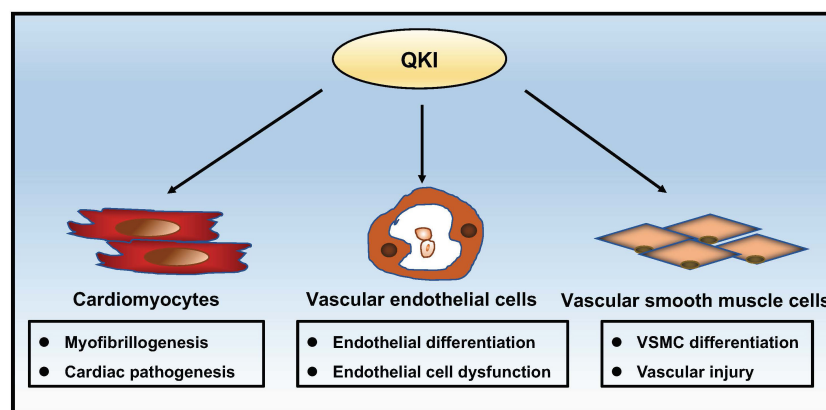 QKI
Cardiomyocytes
Vascular endothelial cells
Vascular smooth muscle cells
● Myofibrillogenesis
● Cardiac pathogenesis
● Endothelial differentiation
● Endothelial cell dysfunction
● VSMC differentiation
● Vascular injury